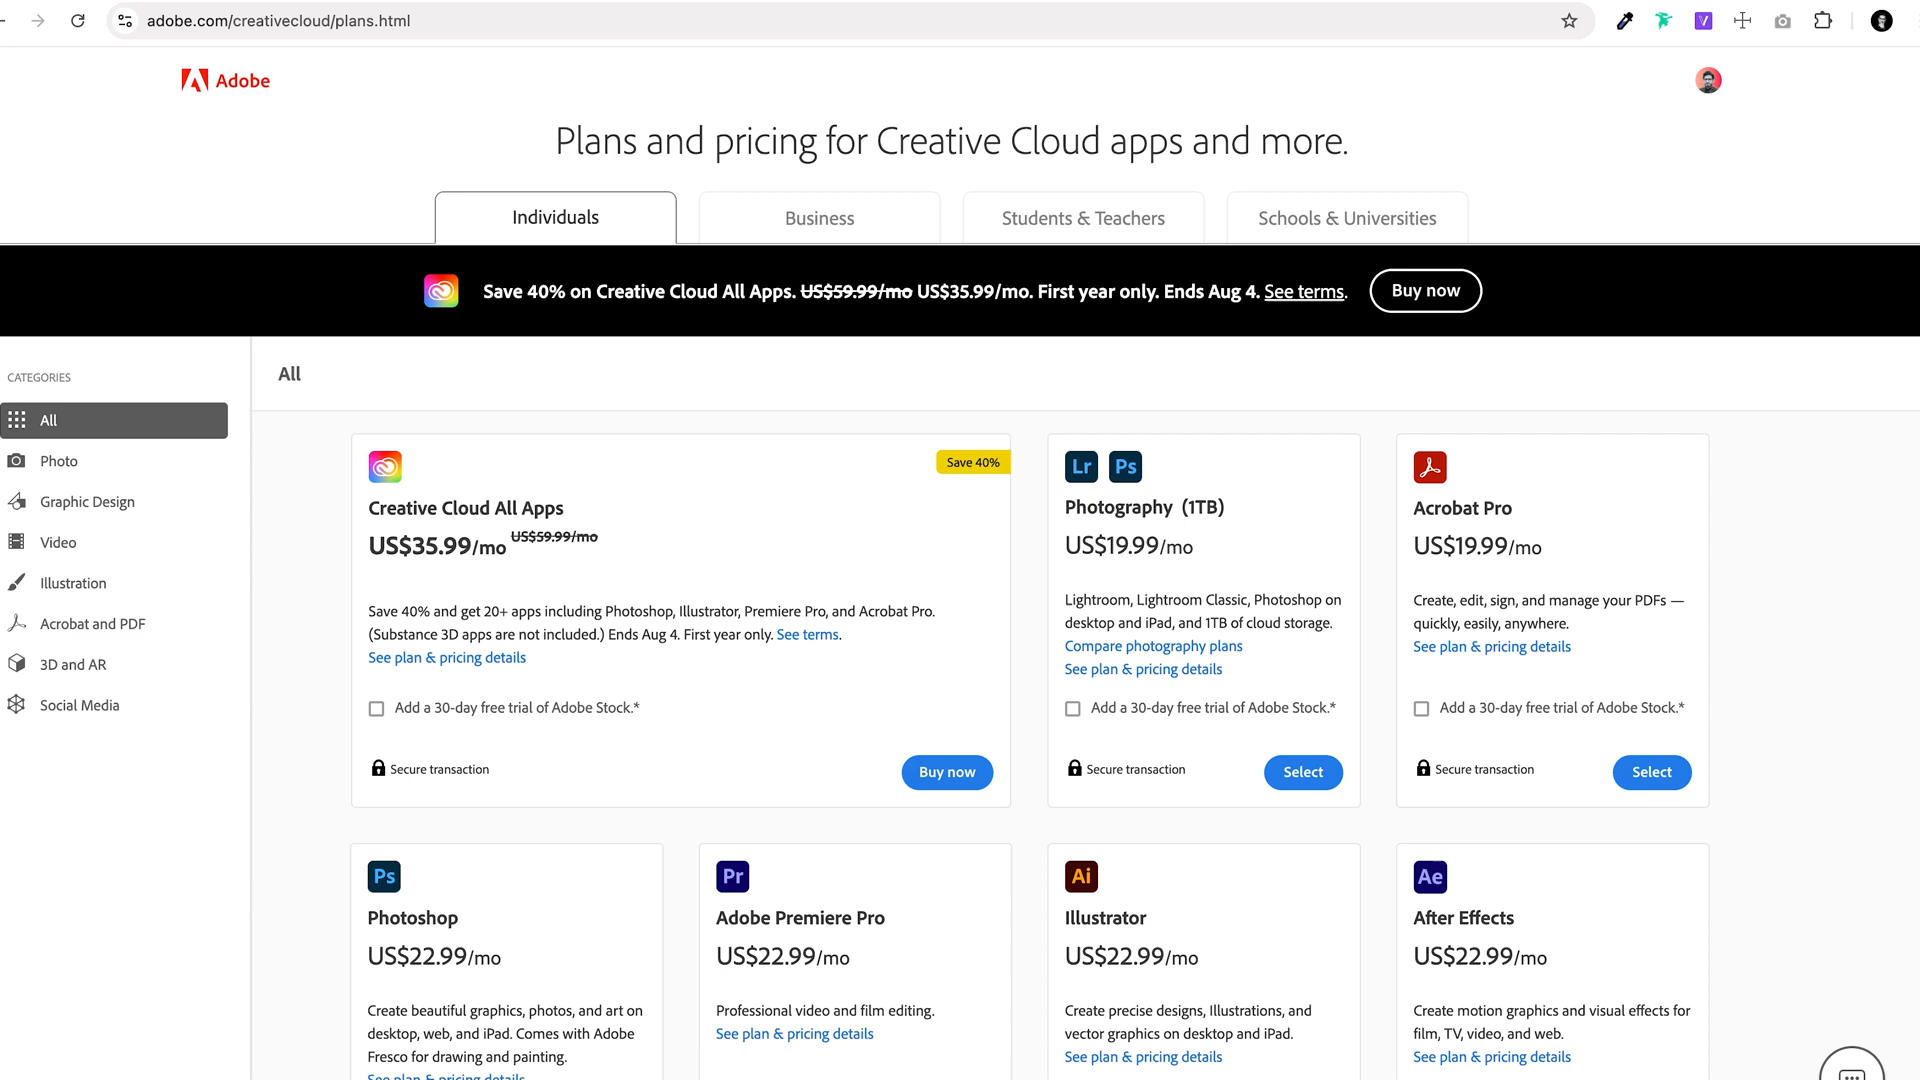 adobe.com/creativecloud/plans.html
Adobe
Plans and pricing for Creative Cloud apps and more.
Individuals
Business
Students & Teachers
Schools & Universities
Save 40% on Creative Cloud All Apps. US$59.99/mo US$35.99/mo. First year only. Ends Aug 4. See terms.
Buy now
CATEGORIES
All
Photo
Graphic Design
Video
Illustration
Acrobat and PDF
3D and AR
Social Media
All
Save 40%
Creative Cloud All Apps
US$35.99/mo US$59.99/mo
Save 40% and get 20+ apps including Photoshop, Illustrator, Premiere Pro, and Acrobat Pro.
(Substance 3D apps are not included.) Ends Aug 4. First year only. See terms.
See plan & pricing details
Add a 30-day free trial of Adobe Stock.*
Secure transaction
Buy now
Lr Ps
Photography (1TB)
US$19.99/mo
Lightroom, Lightroom Classic, Photoshop on
desktop and iPad, and 1TB of cloud storage.
Compare photography plans
See plan & pricing details
Add a 30-day free trial of Adobe Stock.*
Secure transaction
Select
Acrobat Pro
US$19.99/mo
Create, edit, sign, and manage your PDFs —
quickly, easily, anywhere.
See plan & pricing details
Add a 30-day free trial of Adobe Stock.*
Secure transaction
Select
Ps
Photoshop
US$22.99/mo
Create beautiful graphics, photos, and art on
desktop, web, and iPad. Comes with Adobe
Fresco for drawing and painting.
See plan & pricing details
Pr
Adobe Premiere Pro
US$22.99/mo
Professional video and film editing.
See plan & pricing details
Ai
Illustrator
US$22.99/mo
Create precise designs, Illustrations, and
vector graphics on desktop and iPad.
See plan & pricing details
Ae
After Effects
US$22.99/mo
Create motion graphics and visual effects for
film, TV, video, and web.
See plan & pricing details